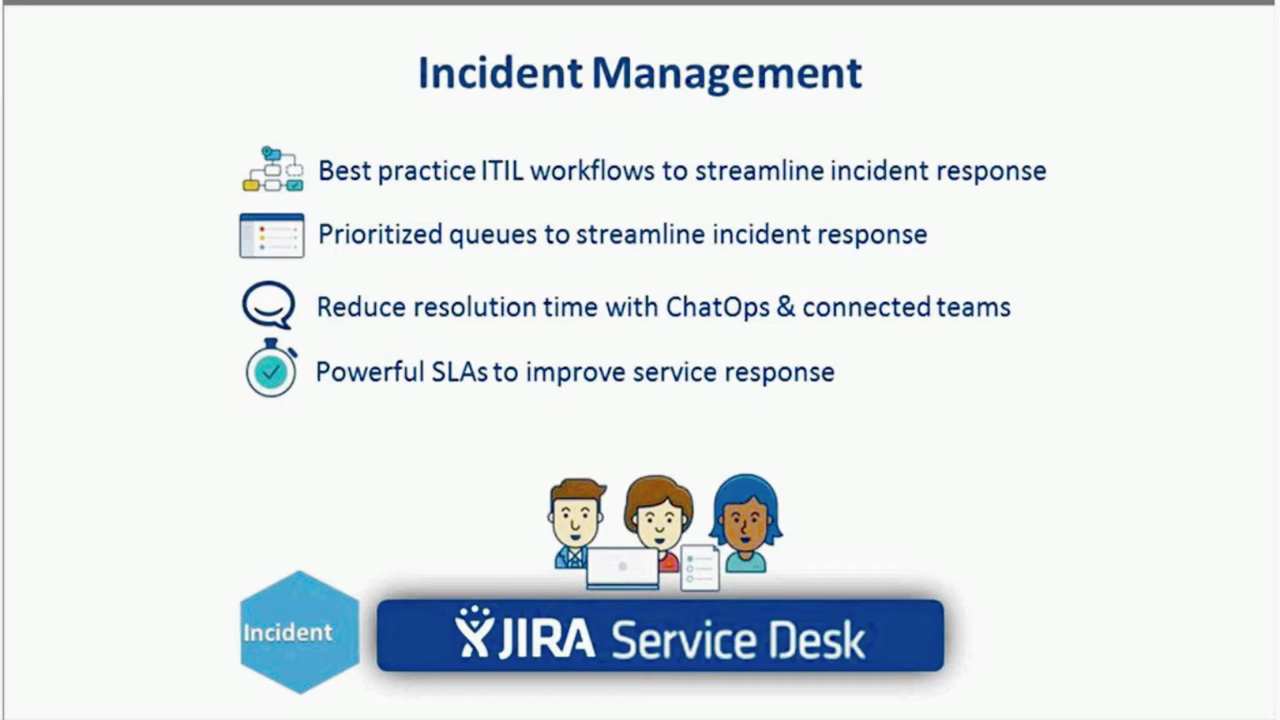 Incident Management
Best practice ITIL workflows to streamline incident response
Prioritized queues to streamline incident response
Reduce resolution time with ChatOps & connected teams
Powerful SLAs to improve service response
Incident
JIRA Service Desk